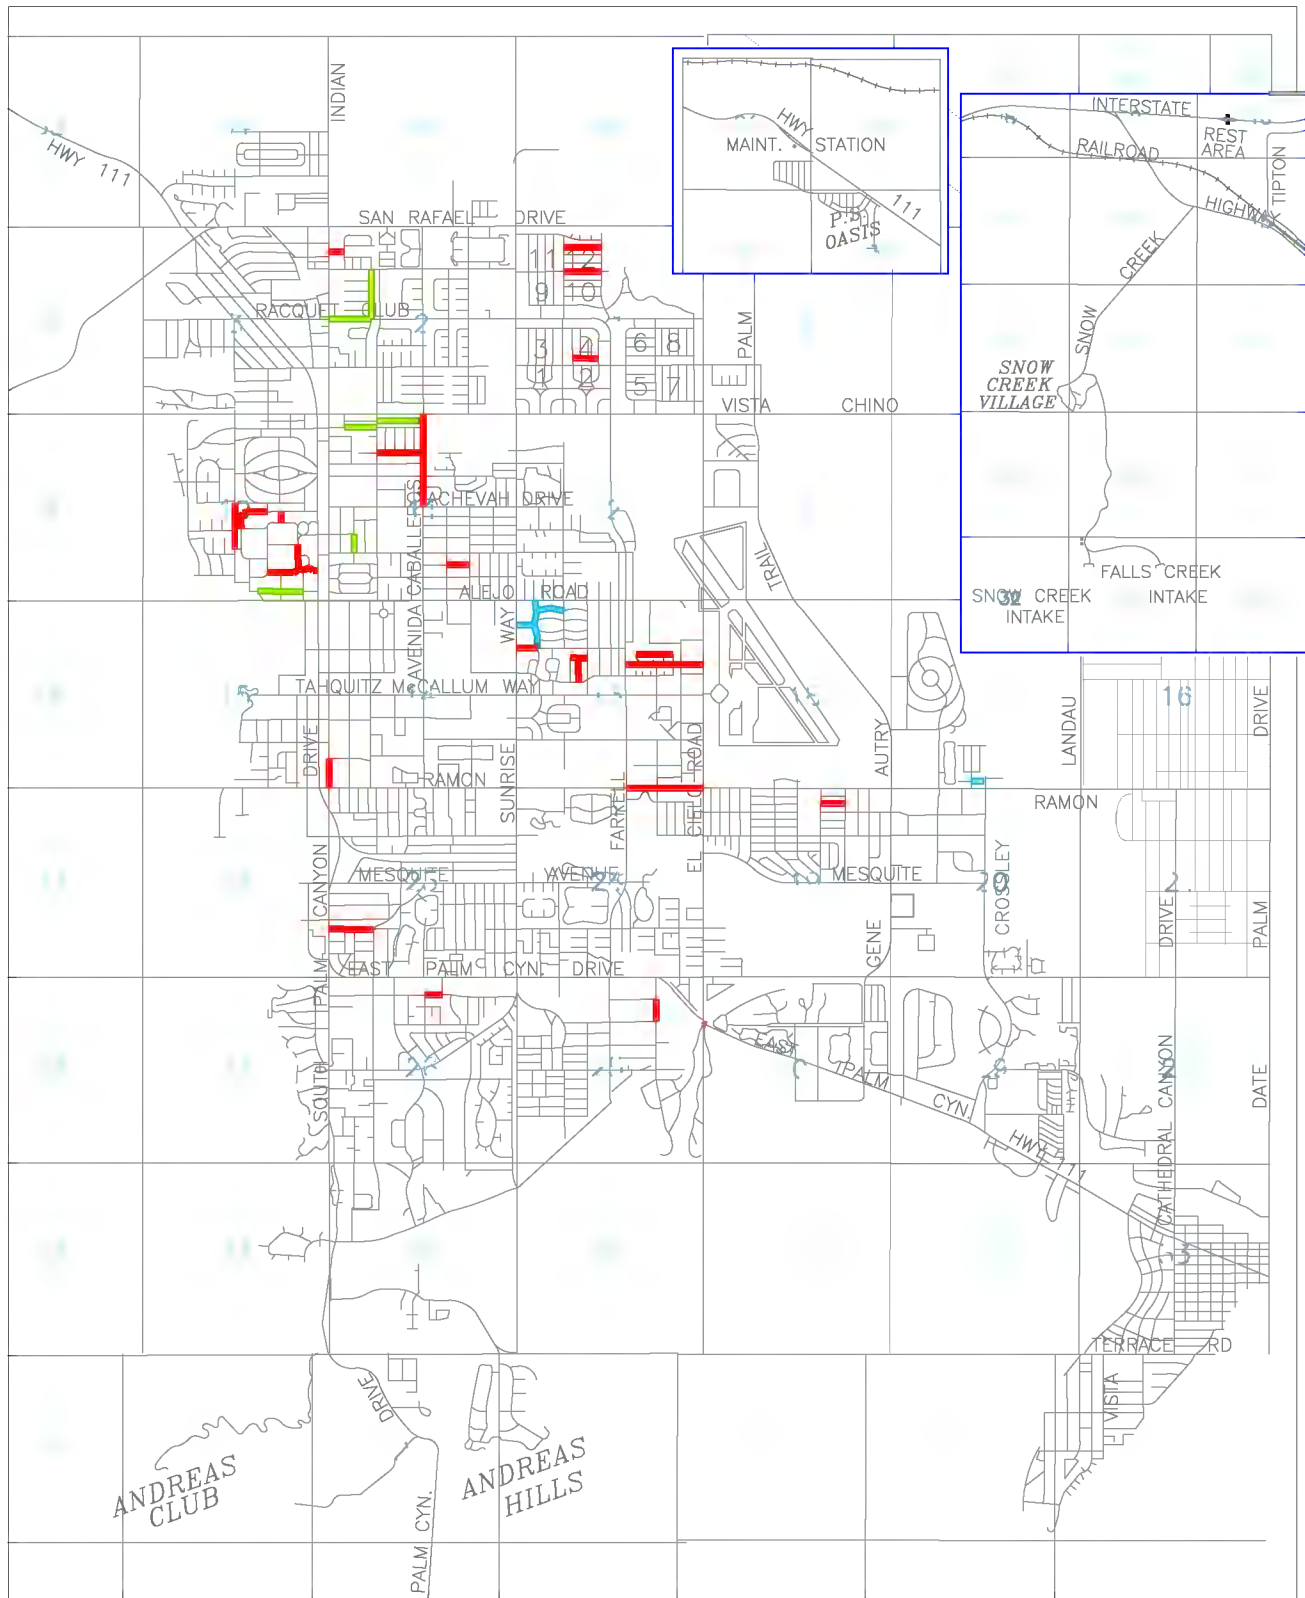 INDIAN
HWY 111
SAN RAFAEL DRIVE
HWY
MAINT. STATION
111
P.S.
OASIS
INTERSTATE
REST
AREA
RAILROAD
TIPTON
HIGHWAY
CREEK
SNOW
SNOW
CREEK
VILLAGE
FALLS CREEK
SNOW CREEK INTAKE
32
INTAKE
11 12
9 10
RACQUET CLUB
2
3 4 6 8
1 2 5 7
PALM
VISTA CHINO
TACHEVAH DRIVE
AVENIDA CABALLEROS
TRAIL
ALEJO ROAD
WAY
TAHQUITZ McCALLUM WAY
16
DRIVE
RAMON
SUNRISE
FARRELL
EL CIELO ROAD
AUTRY
LANDAU
DRIVE
RAMON
MESQUITE AVENUE
MESQUITE
CROSSLEY
GENE
DRIVE
PALM
SOUTH PALM CANYON
EAST PALM CYN. DRIVE
EAST PALM CYN.
HWY 111
CATHEDRAL CANYON
DATE
TERRACE RD
VISTA
DRIVE
ANDREAS
CLUB
ANDREAS
HILLS
PALM CYN.